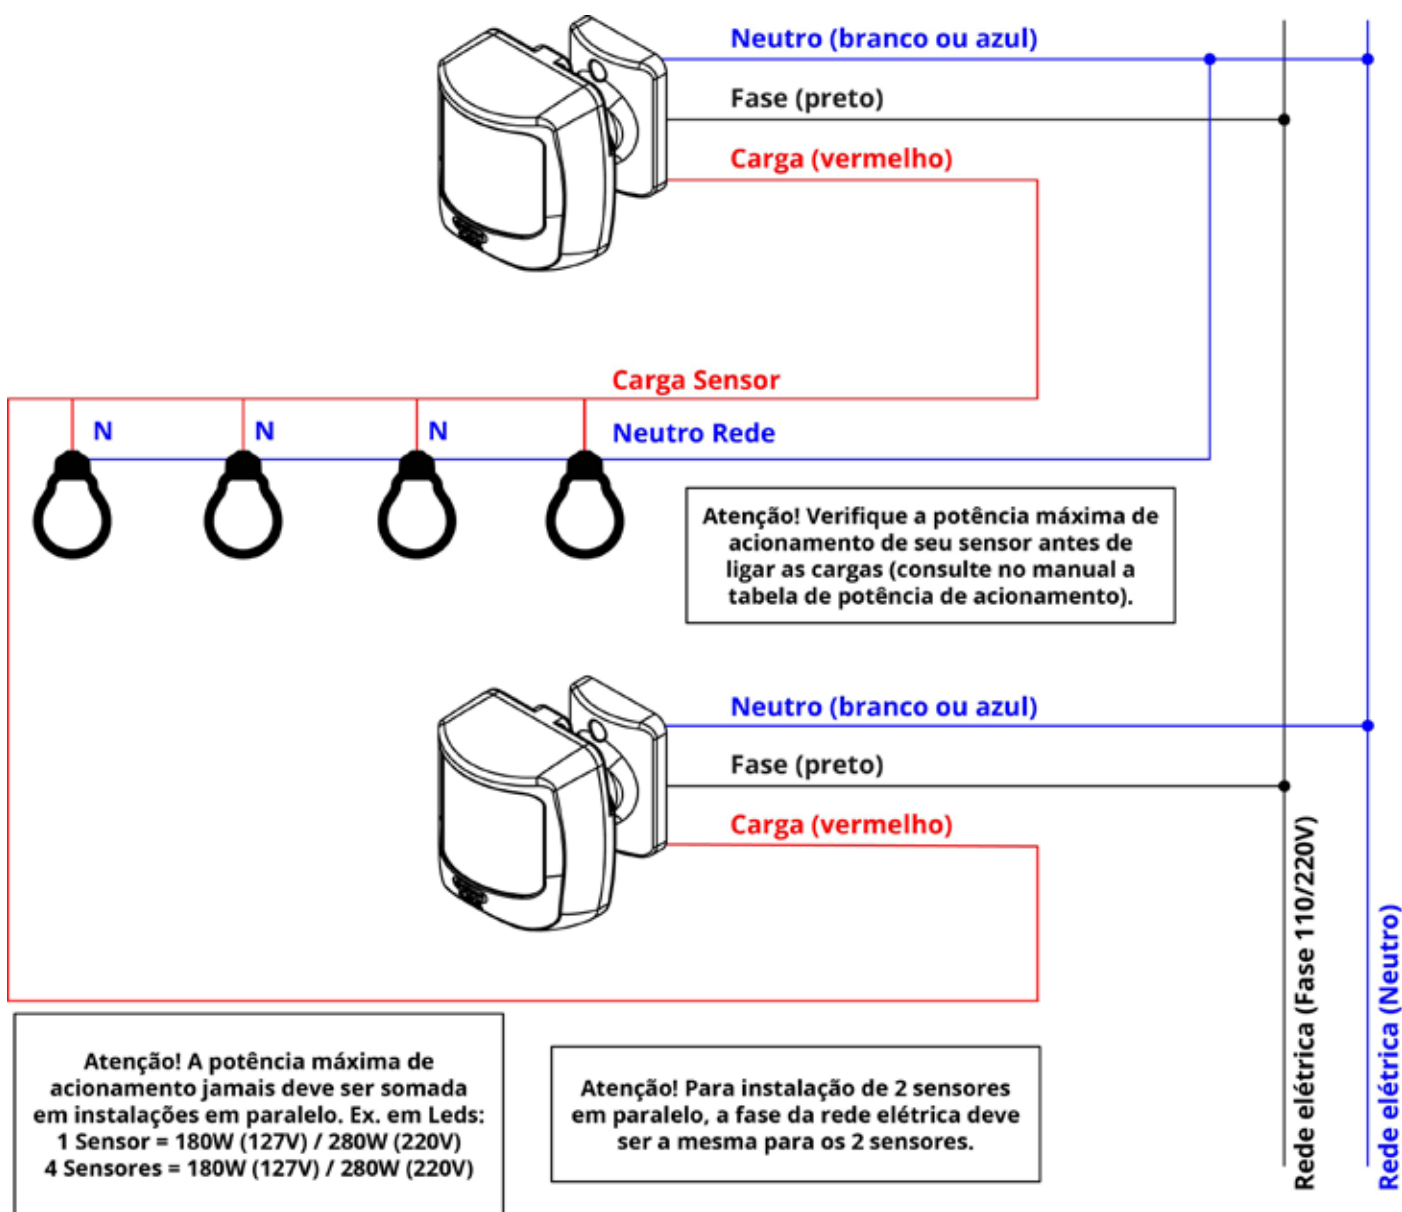 Neutro (branco ou azul)
Fase (preto)
Carga (vermelho)
Carga Sensor
N
N
N
Neutro Rede
Atenção! Verifique a potência máxima de
acionamento de seu sensor antes de
ligar as cargas (consulte no manual a
tabela de potência de acionamento).
Neutro (branco ou azul)
Fase (preto)
Carga (vermelho)
Rede elétrica (Fase 110/220V)
Rede elétrica (Neutro)
Atenção! A potência máxima de
acionamento jamais deve ser somada
em instalações em paralelo. Ex. em Leds:
1 Sensor = 180W (127V) / 280W (220V)
4 Sensores = 180W (127V) / 280W (220V)
Atenção! Para instalação de 2 sensores
em paralelo, a fase da rede elétrica deve
ser a mesma para os 2 sensores.